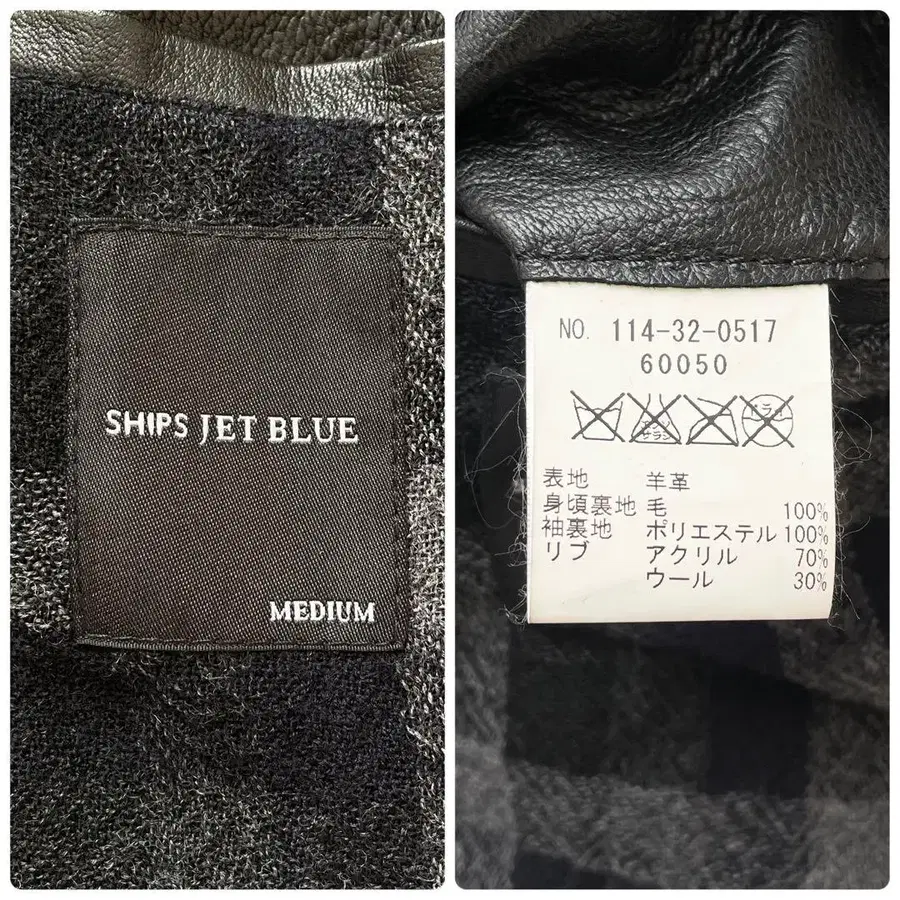 SHIPS JET BLUE
MEDIUM
NO. 114-32-0517
60050
表地 羊革
身頃裏地 毛 100%
袖裏地 ポリエステル 100%
リブ アクリル 70%
ウール 30%